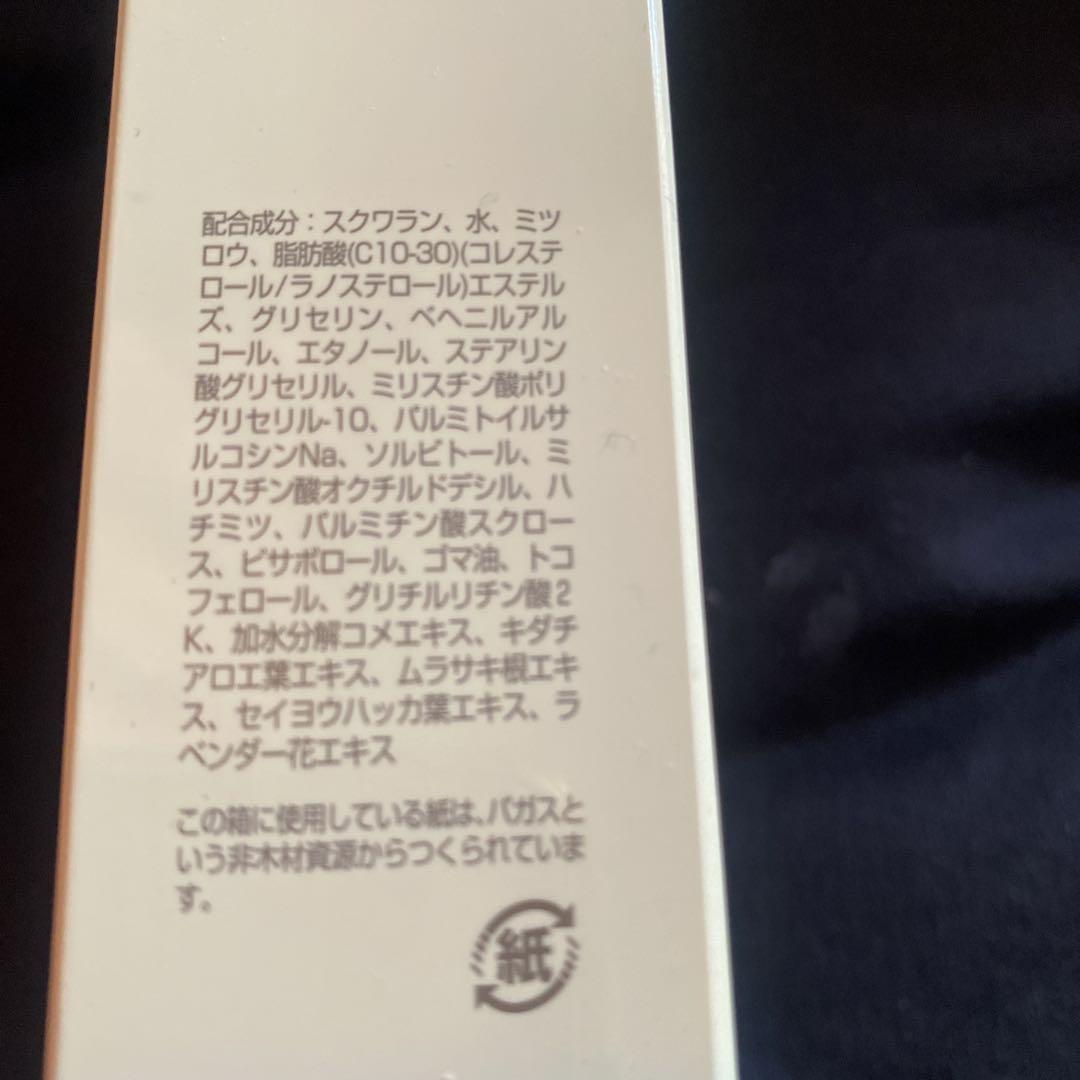 配合成分：スクワラン、水、ミツ
ロウ、脂肪酸(C10-30)(コレステ
ロール/ラノステロール)エステル
ズ、グリセリン、ベヘニルアル
コール、エタノール、ステアリン
酸グリセリル、ミリスチン酸ポリ
グリセリル-10、パルミトイルサ
ルコシンNa、ソルビトール、ミ
リスチン酸オクチルドデシル、ハ
チミツ、パルミチン酸スクロー
ス、ビサボロール、ゴマ油、トコ
フェロール、グリチルリチン酸2
K、加水分解コメエキス、キダチ
アロエ葉エキス、ムラサキ根エキ
ス、セイヨウハッカ葉エキス、ラ
ベンダー花エキス
この箱に使用している紙は、バガスと
いう非木材資源からつくられていま
す。
紙